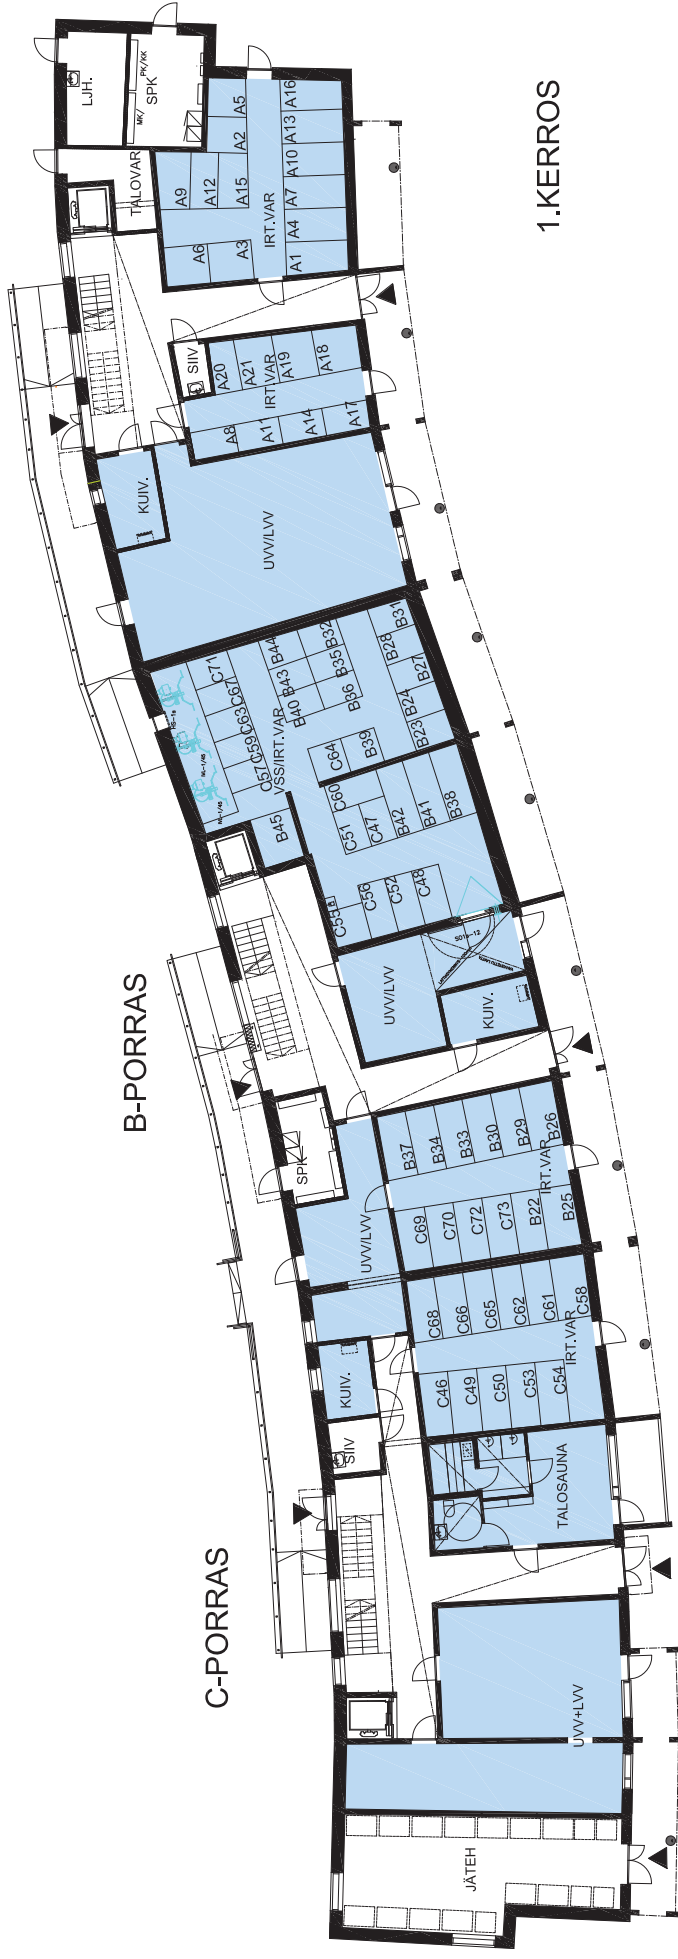 1.KERROS
B-PORRAS
C-PORRAS
LJH.
SPK
MK/
PK/KK
TALOVAR
A9
A12
A15
A2
A5
A6
A3
IRT.VAR
A16
A13
A10
A7
A4
A1
SIIV
A20
A21
A19
A18
IRT.VAR
A8
A11
A14
A17
KUIV.
UVV/LVV
C71
C67
C63
C59
C57
VSS/IRT.VAR
B45
B44
B43
B40
B32
B35
B36
B31
B28
B27
B24
B23
C64
B39
C60
C51
C47
B42
B41
B38
C55
C56
C52
C48
UVV/LVV
KUIV.
SPK
UVV/LVV
B37
B34
B33
B30
B29
B26
IRT.VAR
C69
C70
C72
C73
B22
B25
C68
C66
C65
C62
C61
C58
IRT.VAR
C46
C49
C50
C53
C54
KUIV.
SIIV
TALOSAUNA
UVV+LVV
JÄTEH